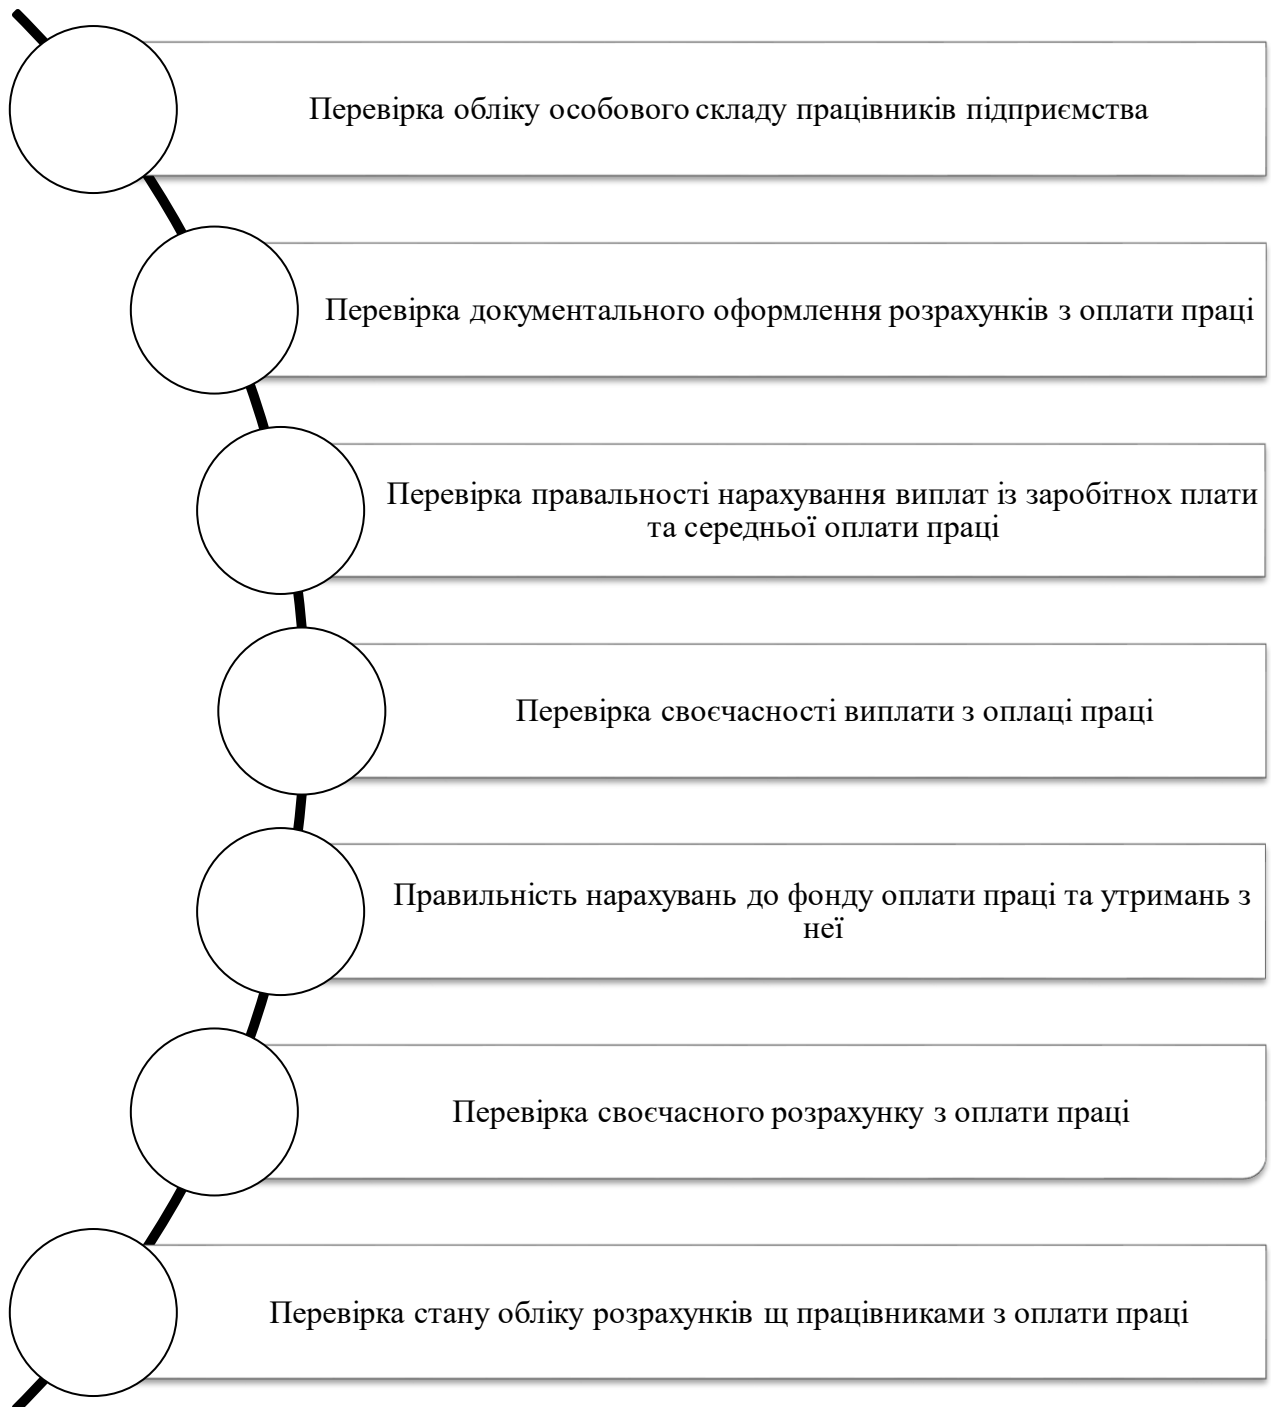 Перевірка обліку особового складу працівників підприємства
Перевірка документального оформлення розрахунків з оплати праці
Перевірка правальності нарахування виплат із заробітнох плати
та середньої оплати праці
Перевірка своєчасності виплати з оплаці праці
Правильність нарахувань до фонду оплати праці та утримань з
неї
Перевірка своєчасного розрахунку з оплати праці
Перевірка стану обліку розрахунків щ працівниками з оплати праці